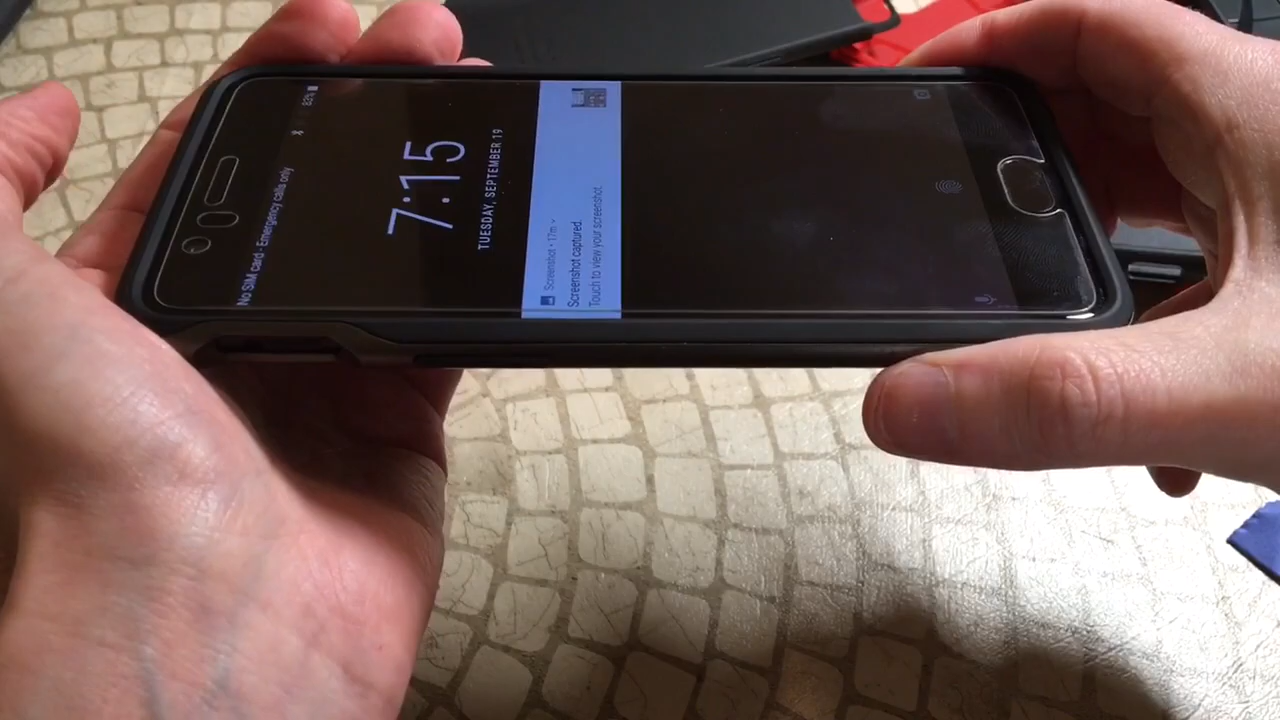 No SIM card - Emergency calls only
83%
7:15
TUESDAY, SEPTEMBER 19
Screenshot • 17m
Screenshot captured.
Touch to view your screenshot.